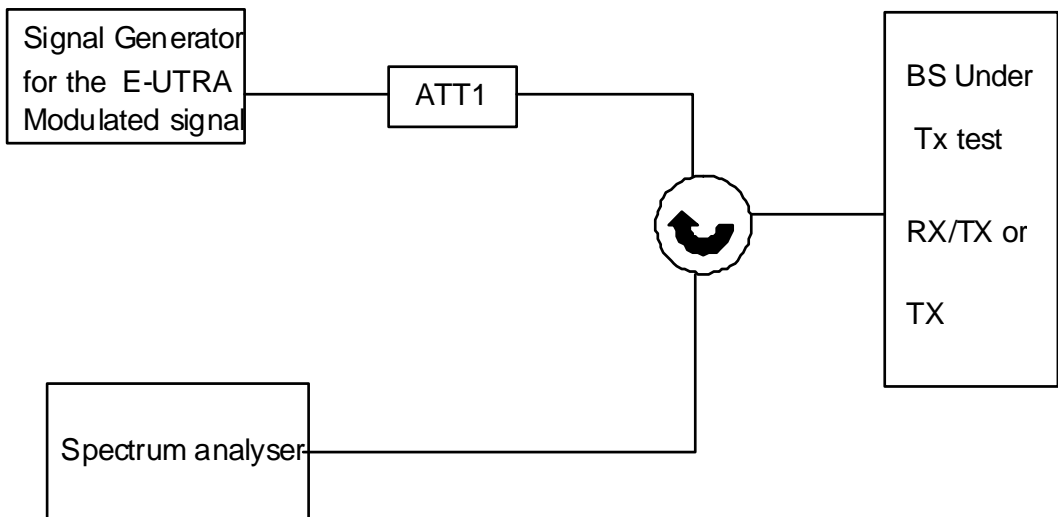 Signal Generator
for the E-UTRA
Modulated signal
ATT1
BS Under
Tx test
RX/TX or
TX
Spectrum analyser